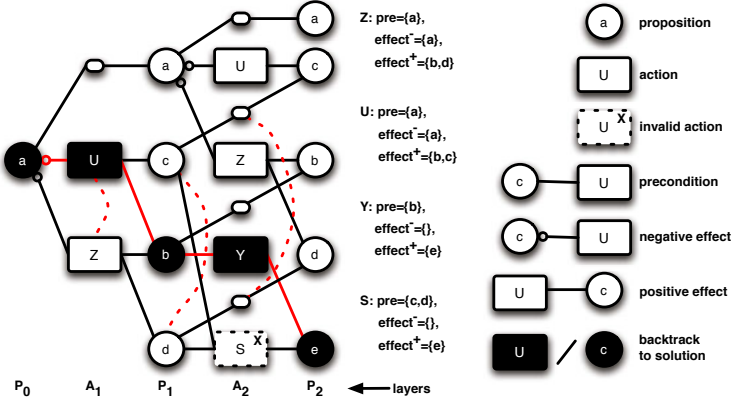 a
Z: pre={a},
effect⁻={a},
effect⁺={b,d}
a
proposition
a
U
c
U
action
U: pre={a},
effect⁻={a},
effect⁺={b,c}
U
X
invalid action
a
U
c
Z
b
c
U
precondition
Y: pre={b},
effect⁻={},
effect⁺={e}
c
U
negative effect
Z
b
Y
d
U
c
positive effect
S: pre={c,d},
effect⁻={},
effect⁺={e}
d
S
X
e
U
c
backtrack
to solution
P₀
A₁
P₁
A₂
P₂
layers